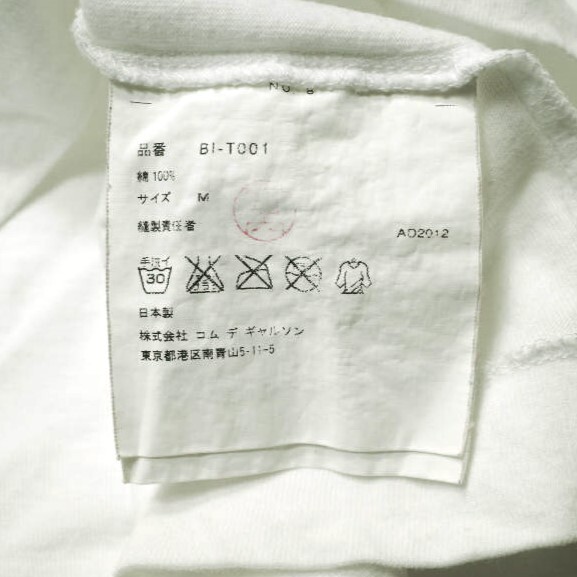 NO 8
品番 BI-T001
綿 100%
サイズ M
縫製責任者
AD2012
手洗イ
30
日本製
株式会社 コム デ ギャルソン
東京都港区南青山5-11-5